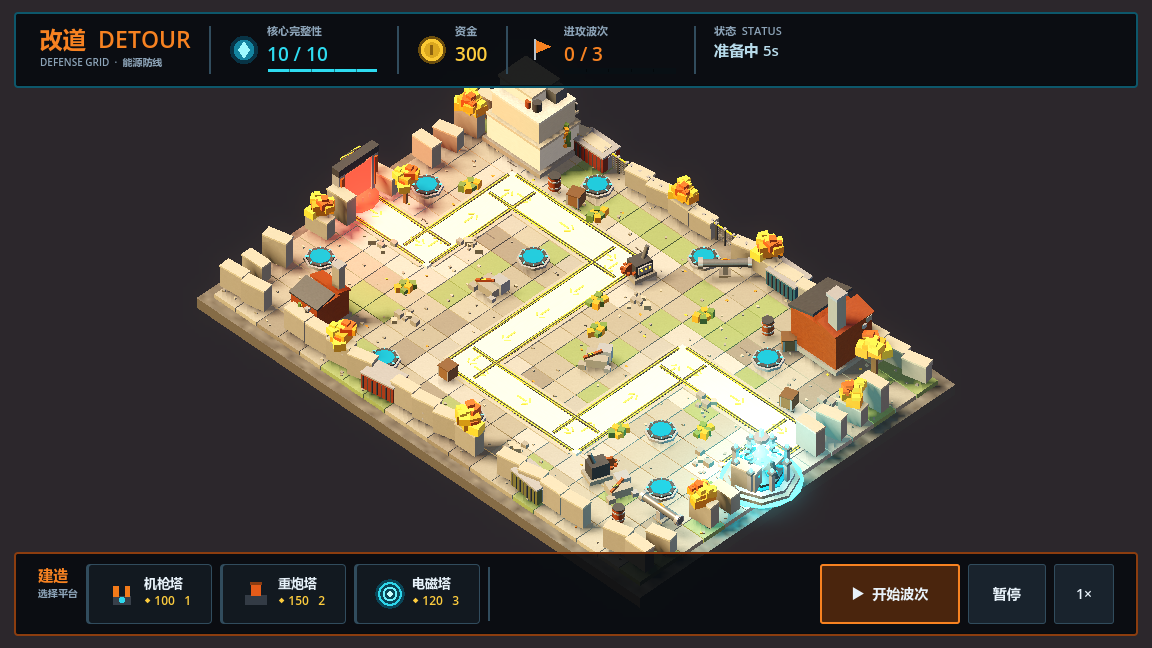 改道 DETOUR
DEFENSE GRID · 能源防线
核心完整性
10 / 10
资金
300
进攻波次
0 / 3
状态 STATUS
准备中 5s
建造
选择平台
机枪塔
100 1
重炮塔
150 2
电磁塔
120 3
▶ 开始波次
暂停
1×